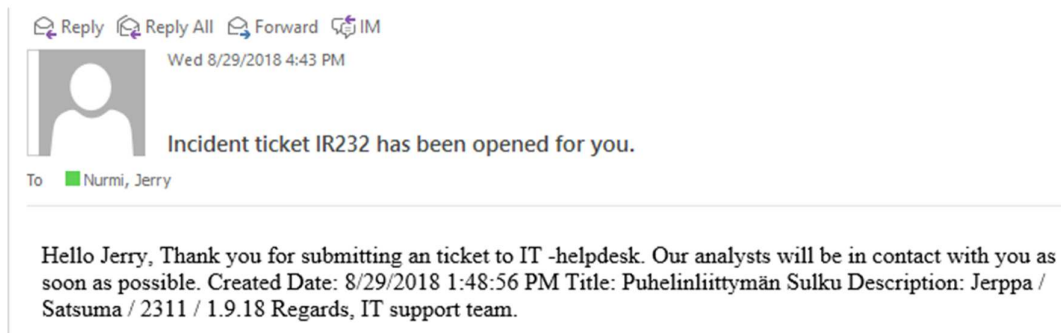 Reply Reply All Forward IM
Wed 8/29/2018 4:43 PM
Incident ticket IR232 has been opened for you.
To Nurmi, Jerry
Hello Jerry, Thank you for submitting an ticket to IT -helpdesk. Our analysts will be in contact with you as
soon as possible. Created Date: 8/29/2018 1:48:56 PM Title: Puhelinliittymän Sulku Description: Jerppa /
Satsuma / 2311 / 1.9.18 Regards, IT support team.